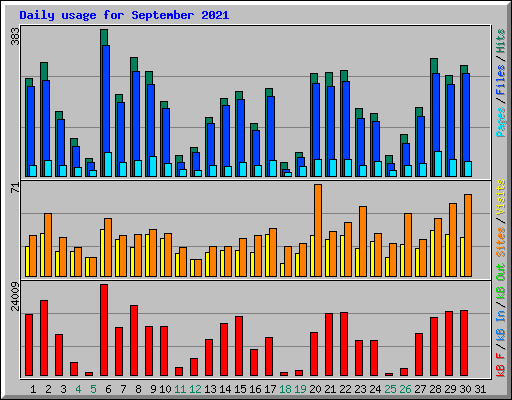 Daily usage for September 2021
383
Pages / Files / Hits
71
Sites / Visits
24009
kB F / kB In / kB Out
1 2 3 4 5 6 7 8 9 10 11 12 13 14 15 16 17 18 19 20 21 22 23 24 25 26 27 28 29 30 31